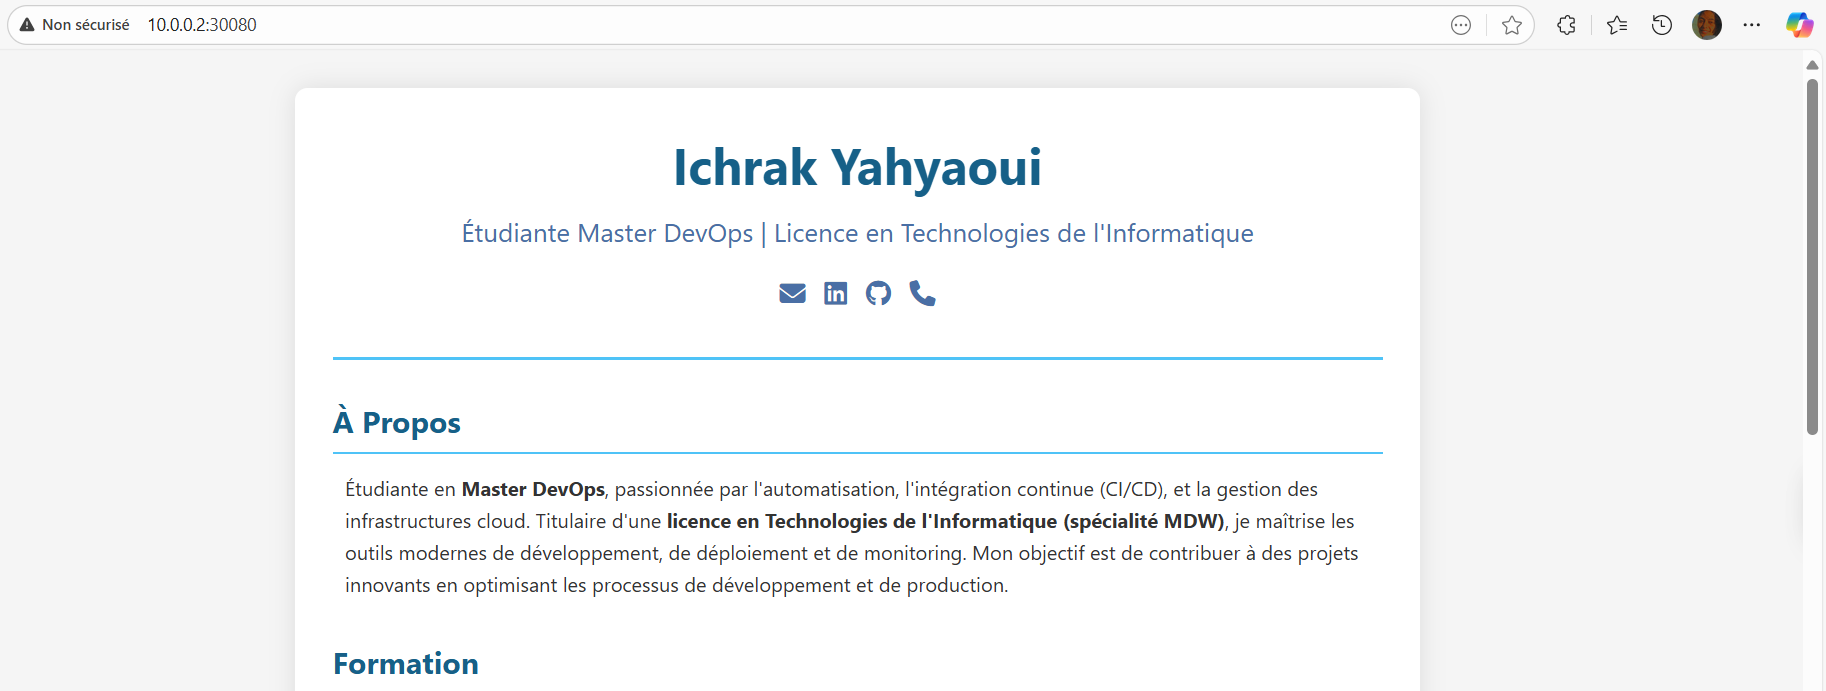 Non sécurisé 10.0.0.2:30080
Ichrak Yahyaoui
Étudiante Master DevOps | Licence en Technologies de l'Informatique
in
À Propos
Étudiante en Master DevOps, passionnée par l'automatisation, l'intégration continue (CI/CD), et la gestion des
infrastructures cloud. Titulaire d'une licence en Technologies de l'Informatique (spécialité MDW), je maîtrise les
outils modernes de développement, de déploiement et de monitoring. Mon objectif est de contribuer à des projets
innovants en optimisant les processus de développement et de production.
Formation